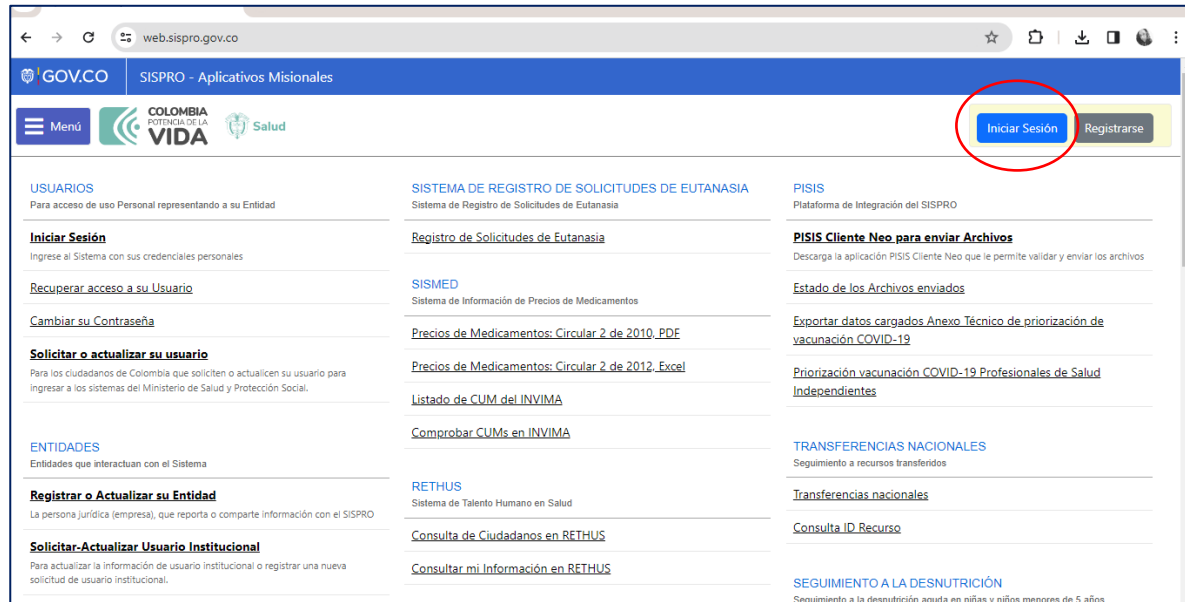 web.sispro.gov.co
GOV.CO
SISPRO - Aplicativos Misionales
Menú
COLOMBIA
POTENCIA DE LA
VIDA
Salud
Iniciar Sesión
Registrarse
USUARIOS
Para acceso de uso Personal representando a su Entidad
Iniciar Sesión
Ingrese al Sistema con sus credenciales personales
Recuperar acceso a su Usuario
Cambiar su Contraseña
Solicitar o actualizar su usuario
Para los ciudadanos de Colombia que soliciten o actualicen su usuario para
ingresar a los sistemas del Ministerio de Salud y Protección Social.
ENTIDADES
Entidades que interactuan con el Sistema
Registrar o Actualizar su Entidad
La persona jurídica (empresa), que reporta o comparte información con el SISPRO
Solicitar-Actualizar Usuario Institucional
Para actualizar la información de usuario institucional o registrar una nueva
solicitud de usuario institucional.
SISTEMA DE REGISTRO DE SOLICITUDES DE EUTANASIA
Sistema de Registro de Solicitudes de Eutanasia
Registro de Solicitudes de Eutanasia
SISMED
Sistema de Información de Precios de Medicamentos
Precios de Medicamentos: Circular 2 de 2010, PDF
Precios de Medicamentos: Circular 2 de 2012, Excel
Listado de CUM del INVIMA
Comprobar CUMs en INVIMA
RETHUS
Sistema de Talento Humano en Salud
Consulta de Ciudadanos en RETHUS
Consultar mi Información en RETHUS
PISIS
Plataforma de Integración del SISPRO
PISIS Cliente Neo para enviar Archivos
Descarga la aplicación PISIS Cliente Neo que le permite validar y enviar los archivos
Estado de los Archivos enviados
Exportar datos cargados Anexo Técnico de priorización de
vacunación COVID-19
Priorización vacunación COVID-19 Profesionales de Salud
Independientes
TRANSFERENCIAS NACIONALES
Seguimiento a recursos transferidos
Transferencias nacionales
Consulta ID Recurso
SEGUIMIENTO A LA DESNUTRICIÓN
Seguimiento a la desnutrición aguda en niñas y niños menores de 5 años